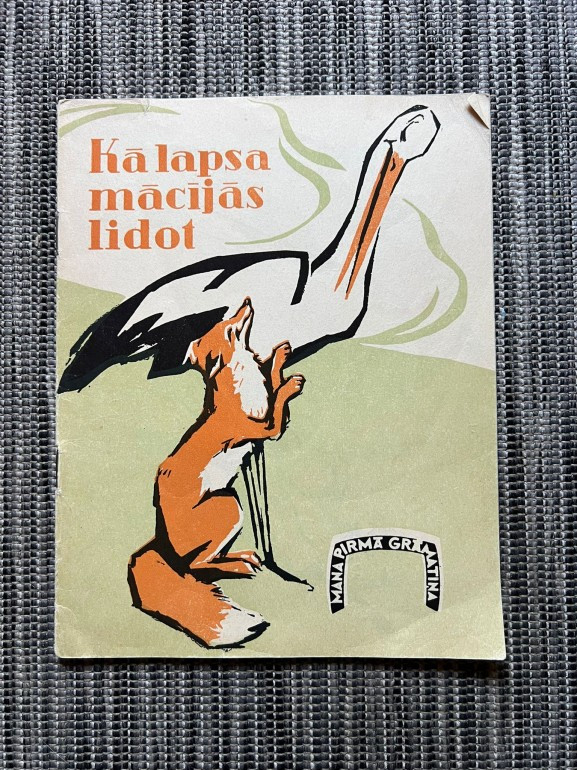 Kā lapsa
mācījās
lidot
MANA PIRMĀ GRĀMATIŅA